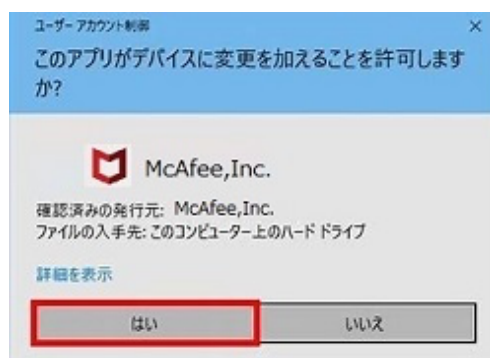 ユーザー アカウント制御
×
このアプリがデバイスに変更を加えることを許可します
か?
McAfee,Inc.
確認済みの発行元: McAfee,Inc.
ファイルの入手先: このコンピューター上のハード ドライブ
詳細を表示
はい
いいえ